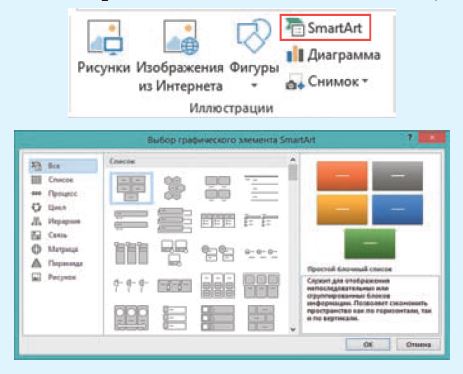 SmartArt
Диаграмма
Снимок
Рисунки Изображения Фигуры
из Интернета
Иллюстрации
Выбор графического элемента SmartArt
?
Все
Список
Процесс
Цикл
Иерархия
Связь
Матрица
Пирамида
Рисунок
Список
Простой блочный список
Служит для отображения
непоследовательных или
сгруппированных блоков
информации. Позволяет сэкономить
пространство как по горизонтали, так
и по вертикали.
OK
Отмена